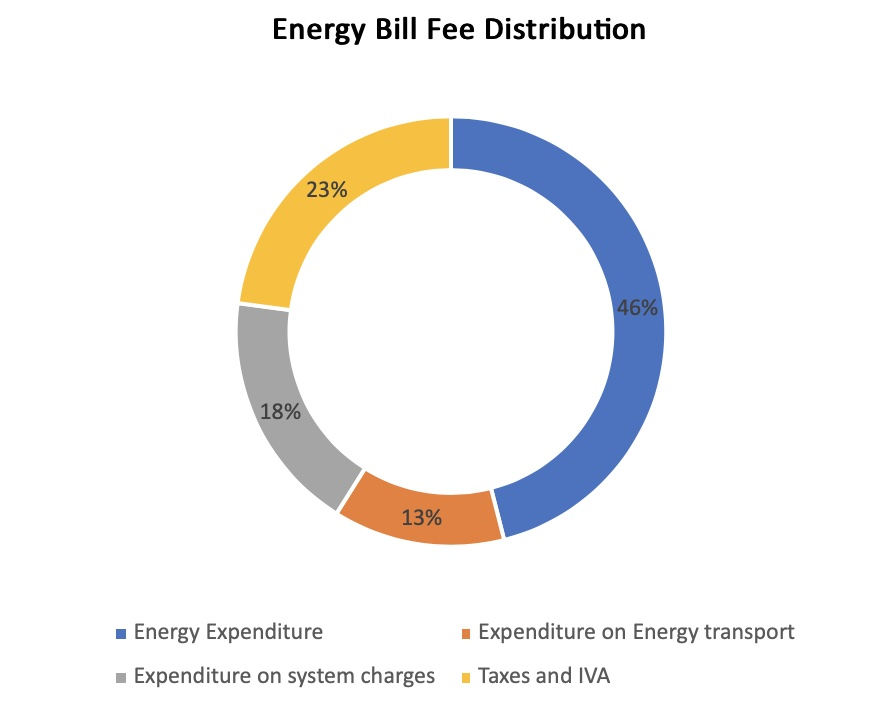 Energy Bill Fee Distribution
23%
46%
18%
13%
Energy Expenditure
Expenditure on Energy transport
Expenditure on system charges
Taxes and IVA